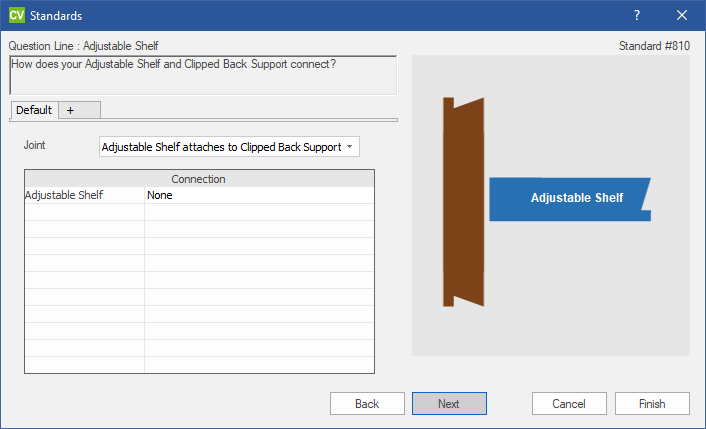 CV Standards ?
Question Line : Adjustable Shelf Standard #810
How does your Adjustable Shelf and Clipped Back Support connect?
Default +
Joint Adjustable Shelf attaches to Clipped Back Support
Connection
Adjustable Shelf None
Adjustable Shelf
Back Next Cancel Finish